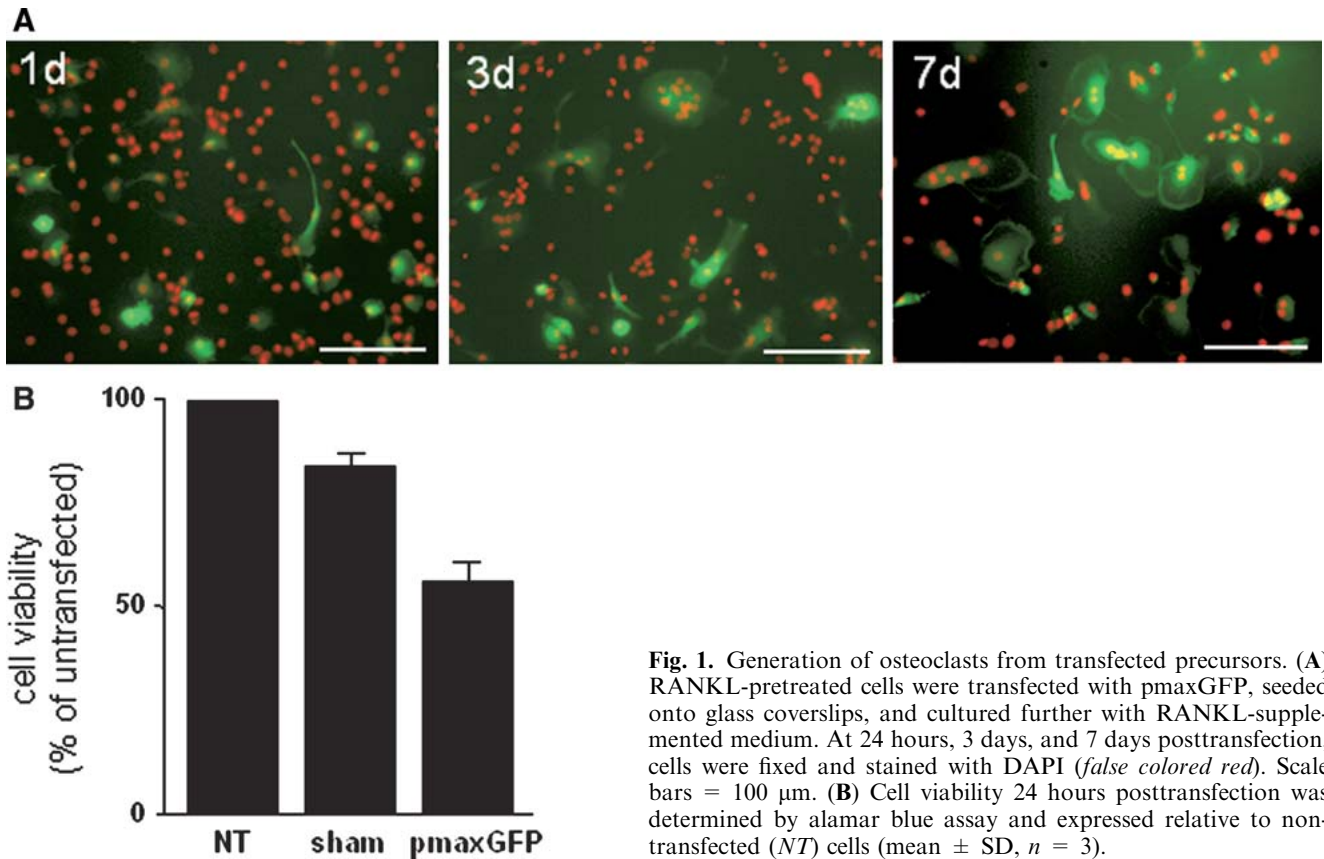 A
1d
3d
7d
B
100
50
0
cell viability
(% of untransfected)
NT sham pmaxGFP
Fig. 1. Generation of osteoclasts from transfected precursors. (A)
RANKL-pretreated cells were transfected with pmaxGFP, seeded
onto glass coverslips, and cultured further with RANKL-supple-
mented medium. At 24 hours, 3 days, and 7 days posttransfection,
cells were fixed and stained with DAPI (false colored red). Scale
bars = 100 μm. (B) Cell viability 24 hours posttransfection was
determined by alamar blue assay and expressed relative to non-
transfected (NT) cells (mean ± SD, n = 3).